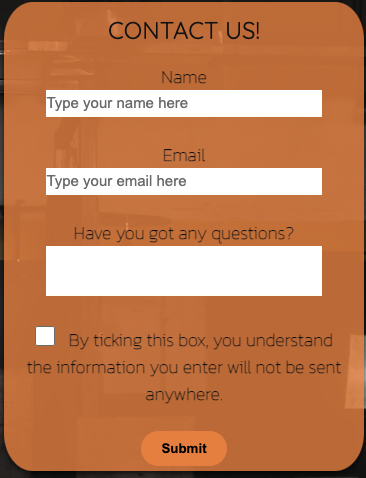 CONTACT US!
Name
Type your name here
Email
Type your email here
Have you got any questions?
By ticking this box, you understand
the information you enter will not be sent
anywhere.
Submit